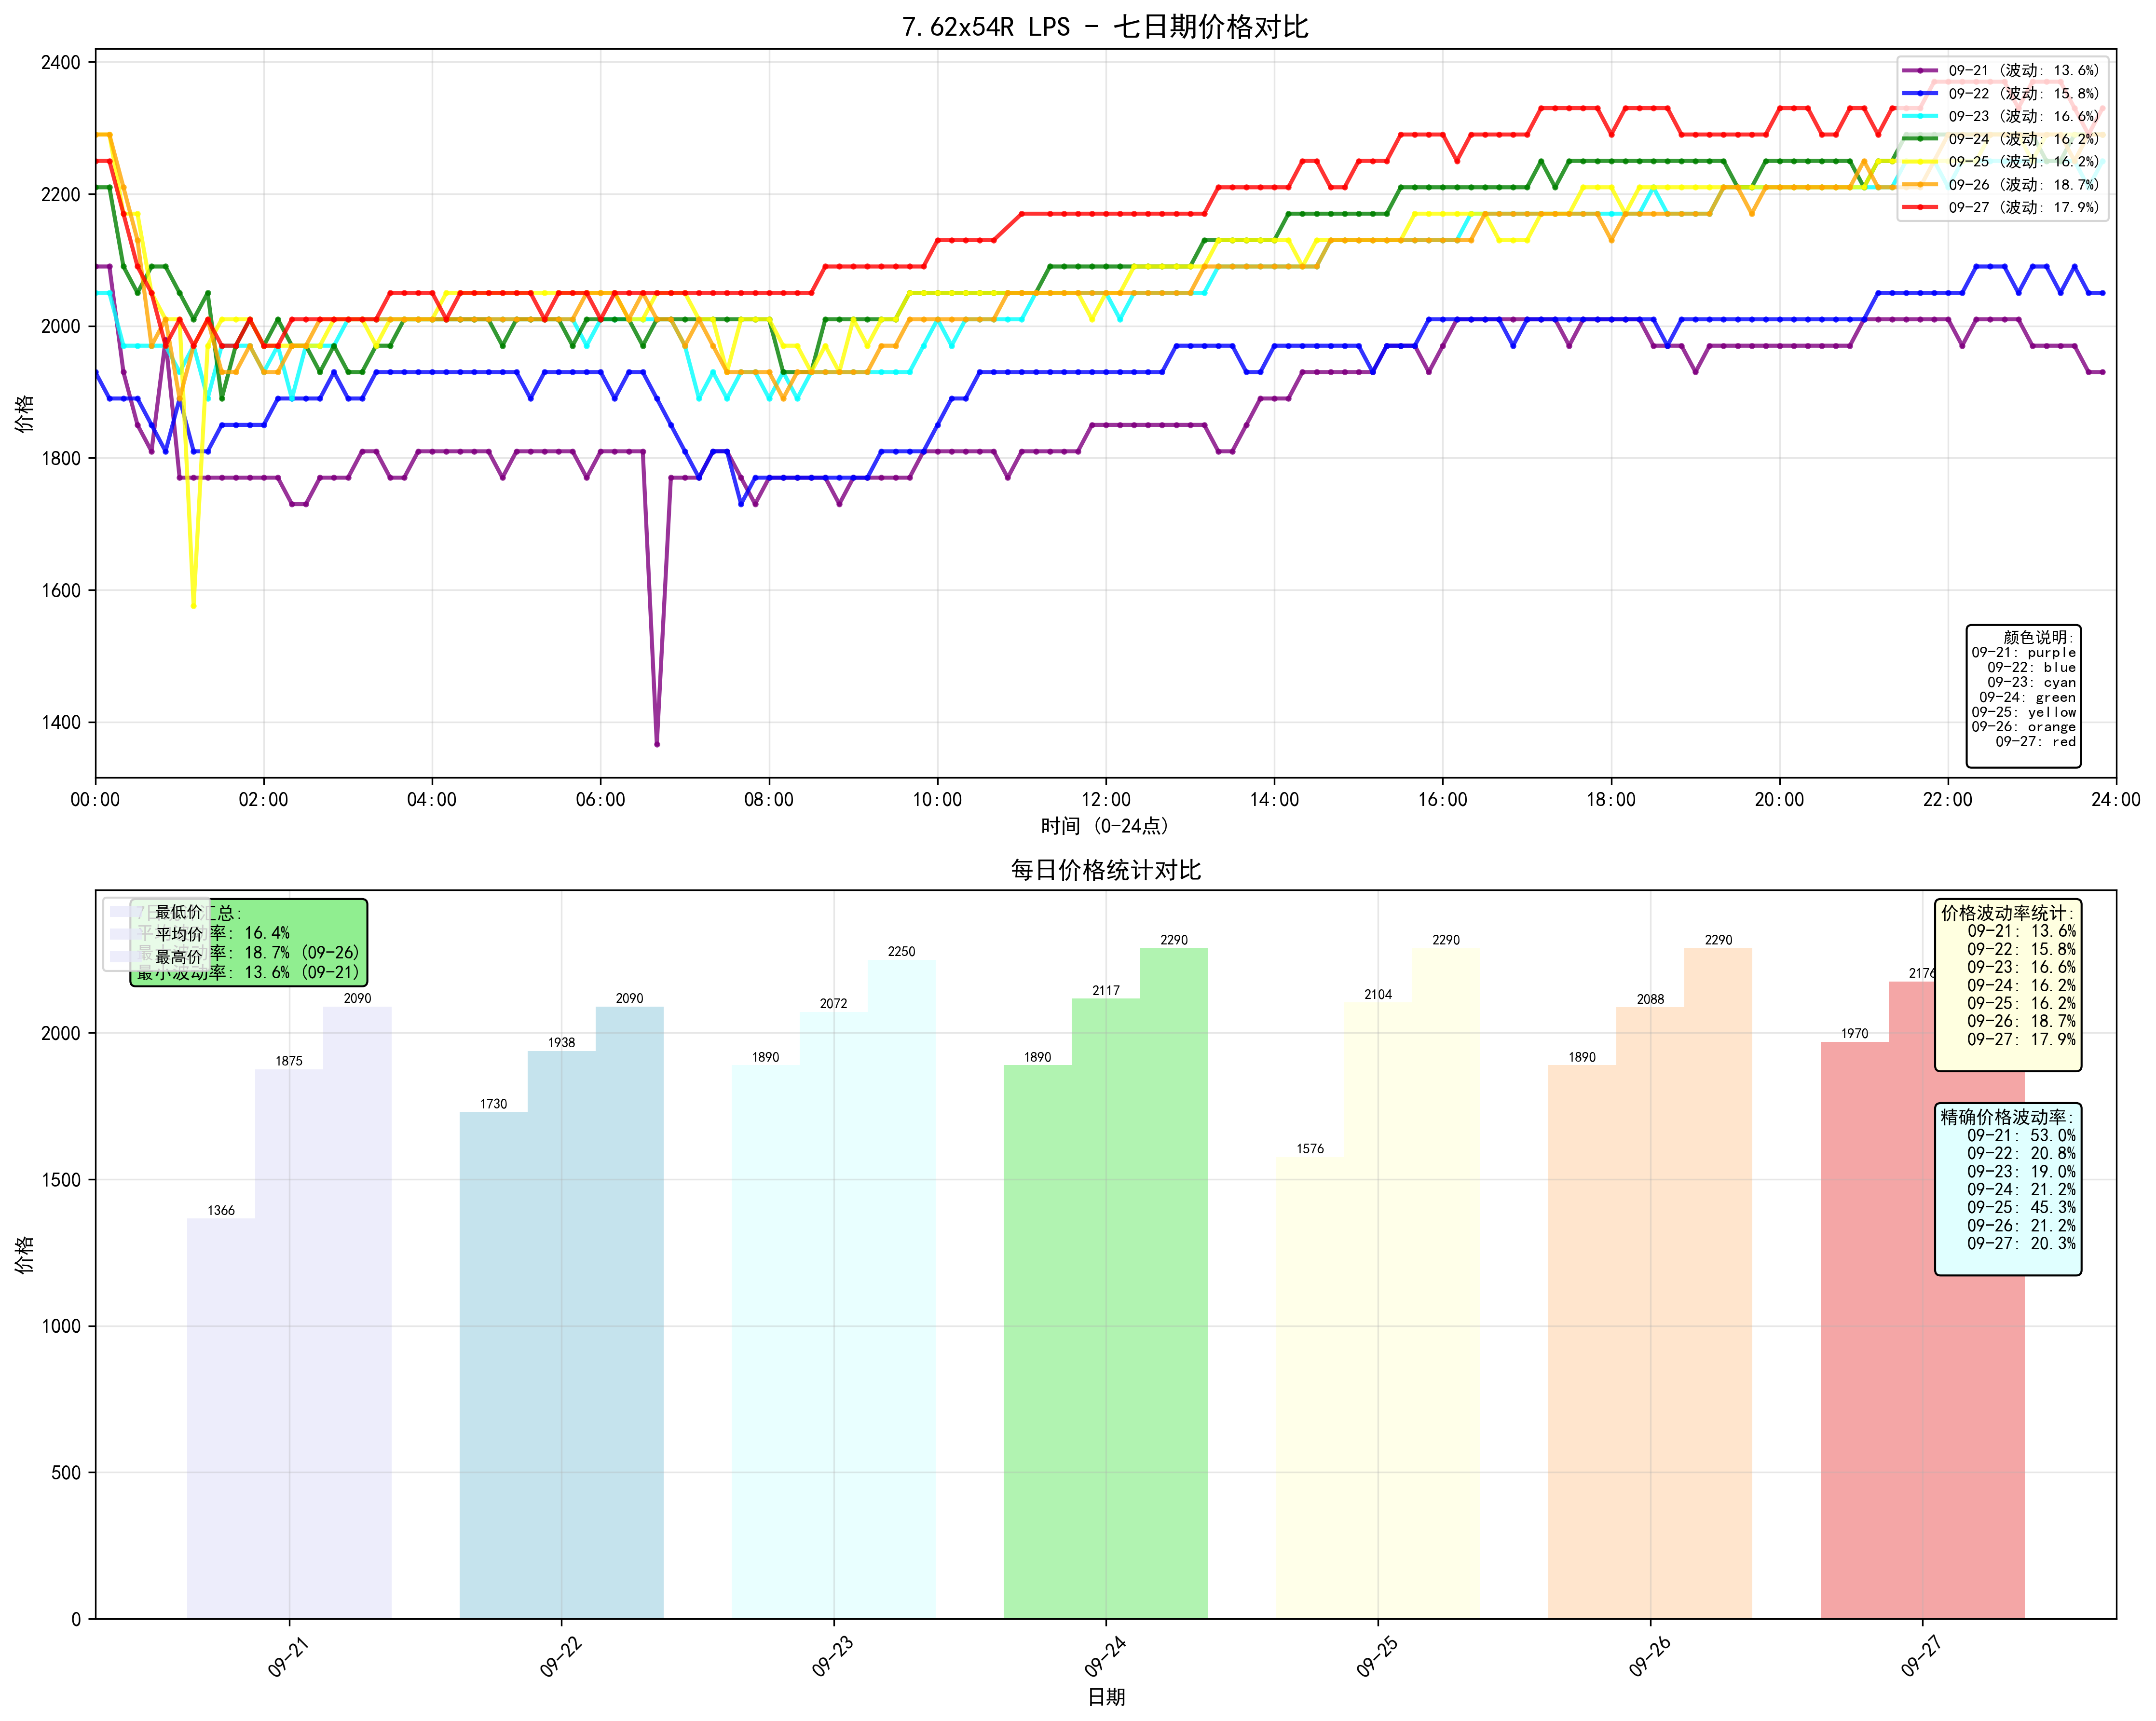 7.62x54R LPS - 七日期价格对比
价格
2400
2200
2000
1800
1600
1400
09-21 (波动: 13.6%)
09-22 (波动: 15.8%)
09-23 (波动: 16.6%)
09-24 (波动: 16.2%)
09-25 (波动: 16.2%)
09-26 (波动: 18.7%)
09-27 (波动: 17.9%)
颜色说明:
09-21: purple
09-22: blue
09-23: cyan
09-24: green
09-25: yellow
09-26: orange
09-27: red
00:00 02:00 04:00 06:00 08:00 10:00 12:00 14:00 16:00 18:00 20:00 22:00 24:00
时间 (0-24点)
每日价格统计对比
价格
2000
1500
1000
500
0
最低价
平均价
最高价
汇总:
率: 16.4%
率: 18.7% (09-26)
最小波动率: 13.6% (09-21)
1366 1875 2090
1730 1938 2090
1890 2072 2250
1890 2117 2290
1576 2104 2290
1890 2088 2290
1970 2176
价格波动率统计:
09-21: 13.6%
09-22: 15.8%
09-23: 16.6%
09-24: 16.2%
09-25: 16.2%
09-26: 18.7%
09-27: 17.9%
精确价格波动率:
09-21: 53.0%
09-22: 20.8%
09-23: 19.0%
09-24: 21.2%
09-25: 45.3%
09-26: 21.2%
09-27: 20.3%
09-21 09-22 09-23 09-24 09-25 09-26 09-27
日期